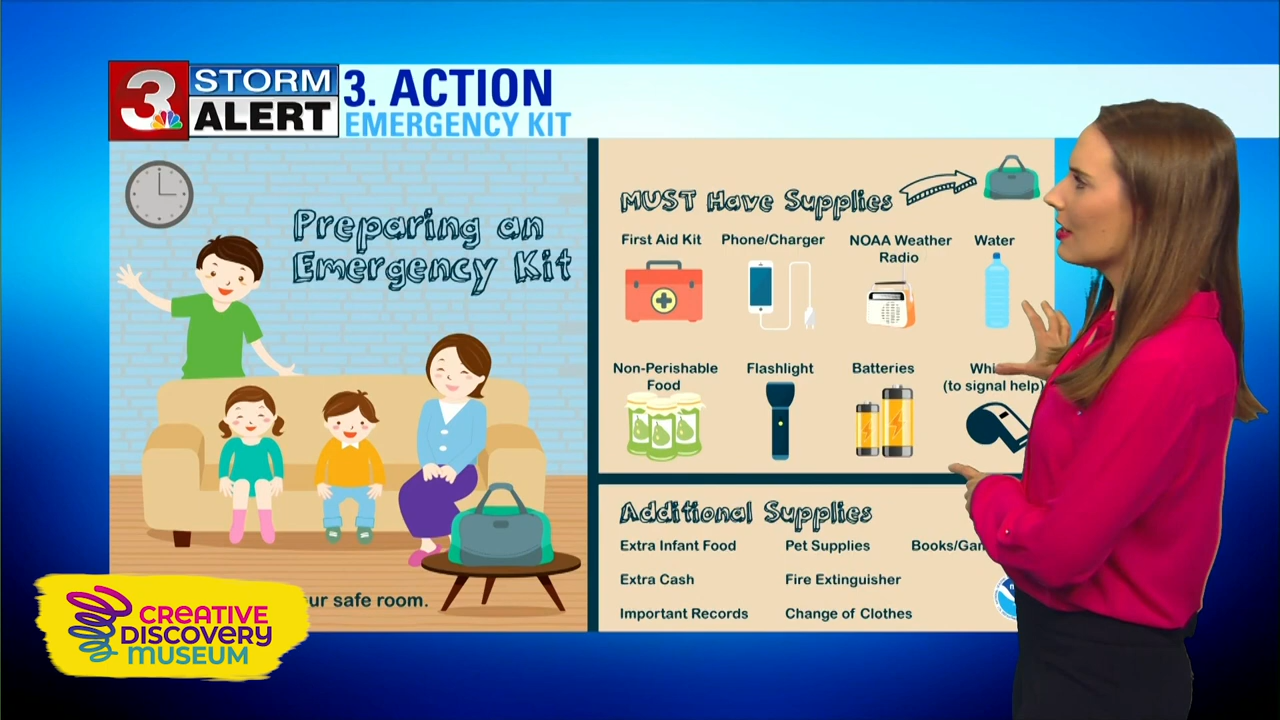 3 STORM
ALERT
3. ACTION
EMERGENCY KIT
Preparing an
Emergency Kit
MUST Have Supplies
First Aid Kit Phone/Charger NOAA Weather Radio Water
Non-Perishable Food Flashlight Batteries
(to signal help)
Additional Supplies
Extra Infant Food Pet Supplies
Extra Cash Fire Extinguisher
Important Records Change of Clothes
safe room.
CREATIVE
DISCOVERY
MUSEUM